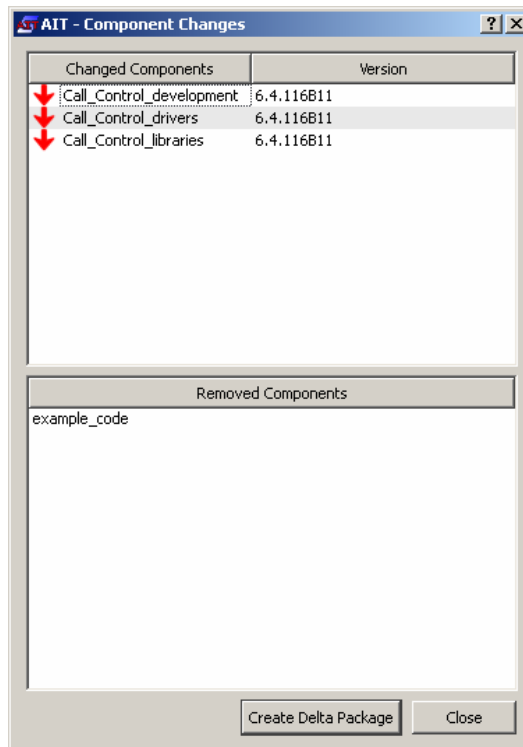 AIT - Component Changes
Changed Components Version
Call_Control_development 6.4.116B11
Call_Control_drivers 6.4.116B11
Call_Control_libraries 6.4.116B11
Removed Components
example_code
Create Delta Package Close